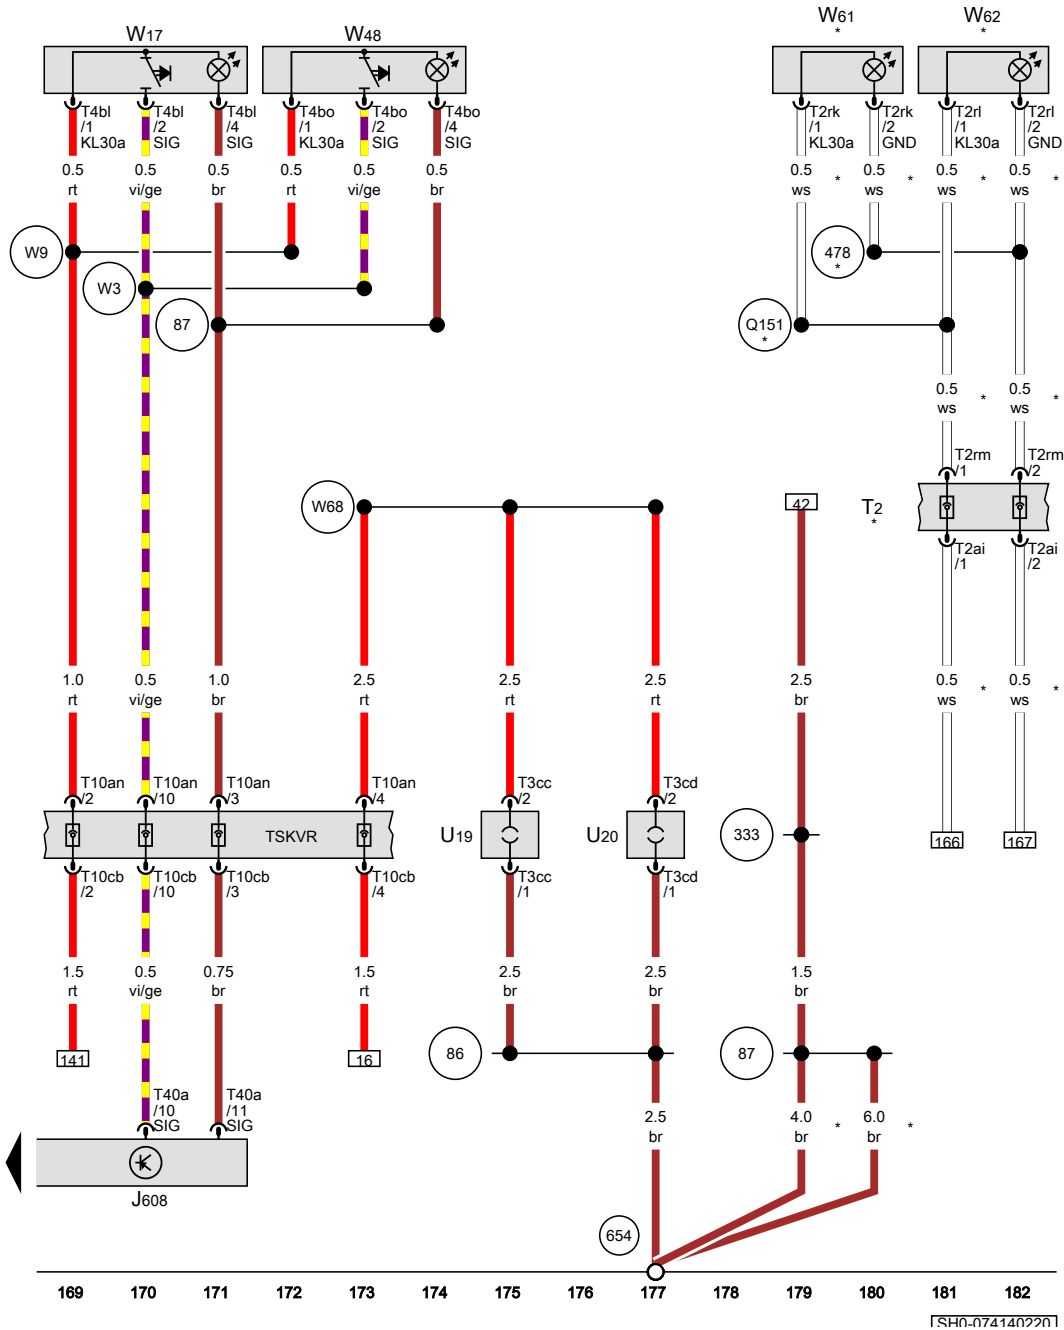 W17 W48 W61 W62
* *
T4bl T4bl T4bl T4bo T4bo T4bo T2rk T2rk T2rl T2rl
/1 /2 /4 /1 /2 /4 /1 /2 /1 /2
KL30a SIG SIG KL30a SIG SIG KL30a GND KL30a GND
0.5 0.5 0.5 0.5 0.5 0.5 0.5 0.5 0.5 0.5
rt vi/ge br rt vi/ge br ws * ws * ws * ws *
W9 478
*
W3
87 Q151
*
0.5 * 0.5 *
ws ws
T2rm T2rm
/1 /2
W68 42 T2
*
T2ai T2ai
/1 /2
1.0 0.5 1.0 2.5 2.5 2.5 2.5 0.5 * 0.5 *
rt vi/ge br rt rt rt br ws ws
T10an T10an T10an T10an T3cc T3cd
/2 /10 /3 /4 /2 /2
TSKVR U19 U20 333 166 167
T10cb T10cb T10cb T10cb T3cc T3cd
/2 /10 /3 /4 /1 /1
1.5 0.5 0.75 1.5 2.5 2.5 1.5
rt vi/ge br rt br br br
141 16 86 87
T40a T40a
/10 /11
SIG SIG
2.5 4.0 * 6.0 *
br br br
J608
654
169 170 171 172 173 174 175 176 177 178 179 180 181 182
SH0-074140220